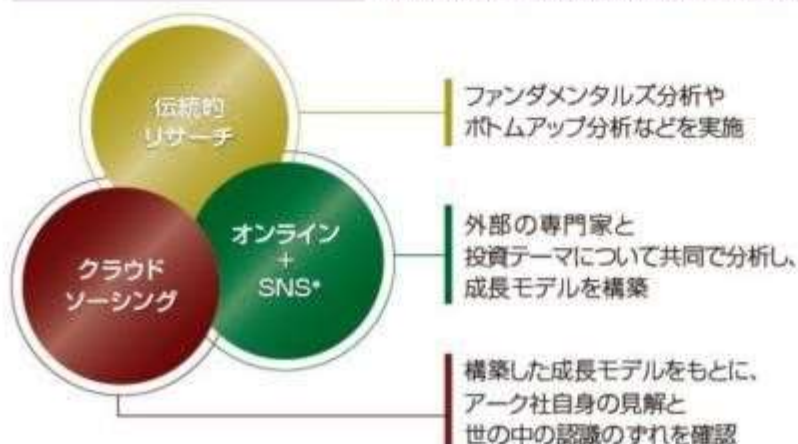 伝統的
リサーチ
ファンダメンタルズ分析や
ボトムアップ分析などを実施
オンライン
+
SNS*
外部の専門家と
投資テーマについて共同で分析し、
成長モデルを構築
クラウド
ソーシング
構築した成長モデルをもとに、
アーク社自身の見解と
世の中の認識のずれを確認